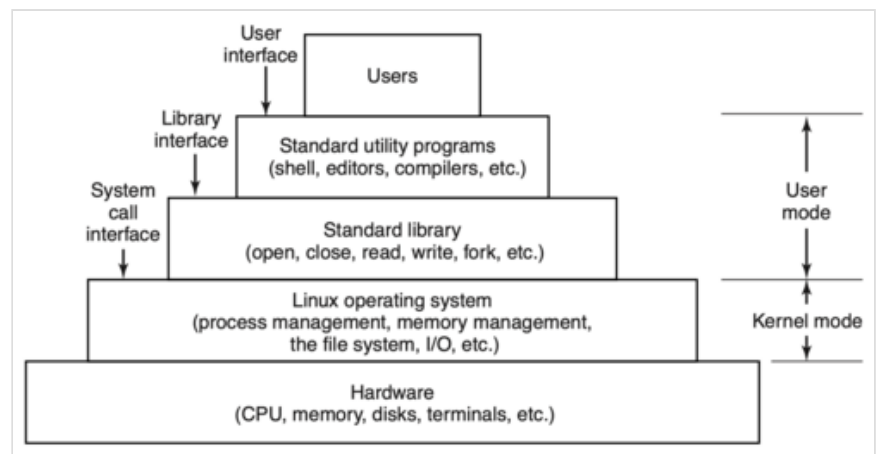 User
interface
Users
Library
interface
Standard utility programs
(shell, editors, compilers, etc.)
System
call
interface
Standard library
(open, close, read, write, fork, etc.)
User
mode
Linux operating system
(process management, memory management,
the file system, I/O, etc.)
Kernel mode
Hardware
(CPU, memory, disks, terminals, etc.)